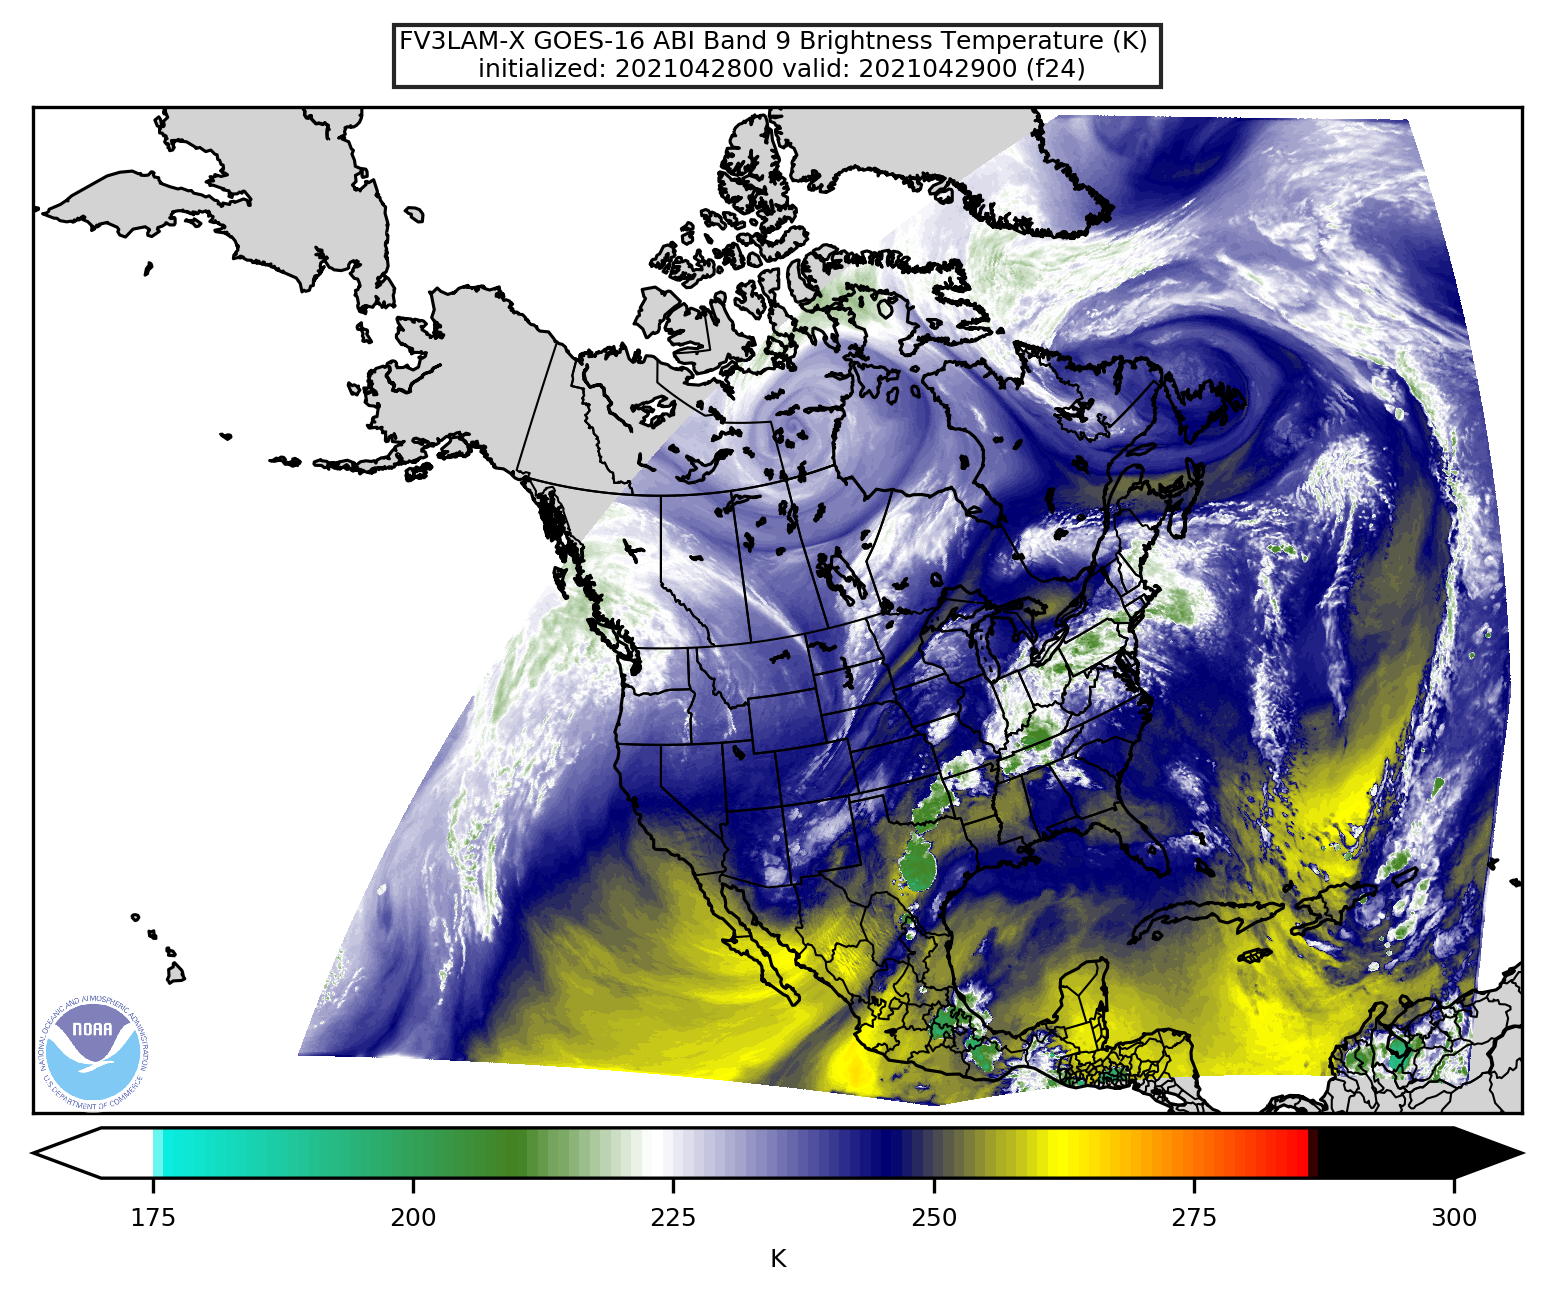 FV3LAM-X GOES-16 ABI Band 9 Brightness Temperature (K)
initialized: 2021042800 valid: 2021042900 (f24)
NATIONAL OCEANIC AND ATMOSPHERIC ADMINISTRATION
NOAA
U.S. DEPARTMENT OF COMMERCE
175 200 225 250 275 300
K